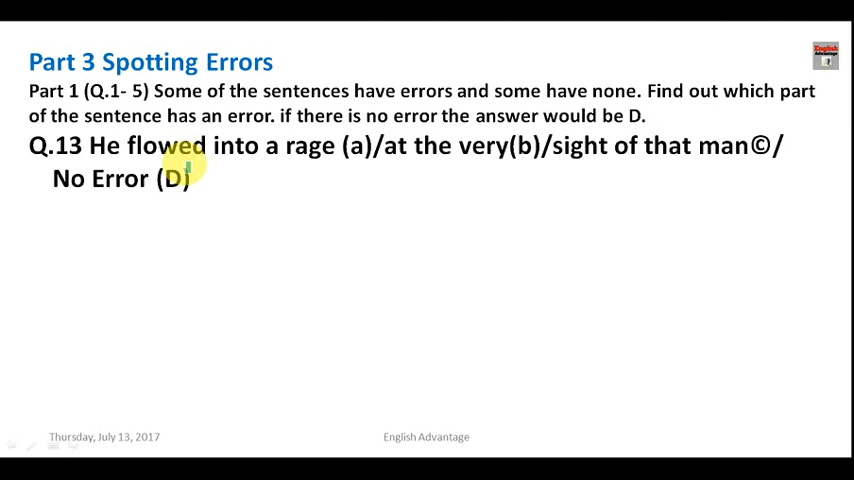 English
Advantage
Part 3 Spotting Errors
Part 1 (Q.1- 5) Some of the sentences have errors and some have none. Find out which part
of the sentence has an error. if there is no error the answer would be D.
Q.13 He flowed into a rage (a)/at the very(b)/sight of that man©/
No Error (D)
Thursday, July 13, 2017
English Advantage